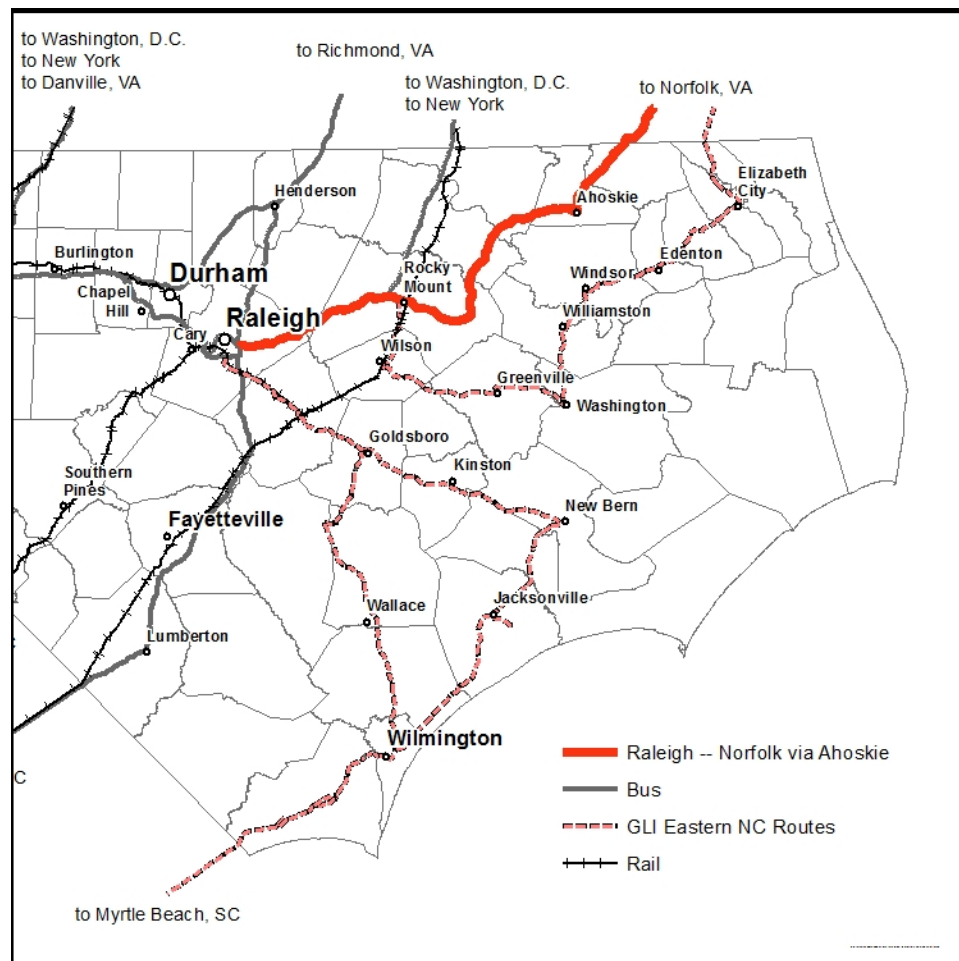 to Washington, D.C.
to New York
to Danville, VA
to Richmond, VA
to Washington, D.C.
to New York
to Norfolk, VA
Elizabeth
City
Henderson
Ahoskie
Burlington
Durham
Edenton
Rocky
Mount
Windsor
Chapel
Hill
Raleigh
Williamston
Cary
Wilson
Greenville
Washington
Goldsboro
Kinston
Southern
Pines
New Bern
Fayetteville
Wallace
Jacksonville
Lumberton
Wilmington
C
Raleigh -- Norfolk via Ahoskie
Bus
GLI Eastern NC Routes
Rail
to Myrtle Beach, SC